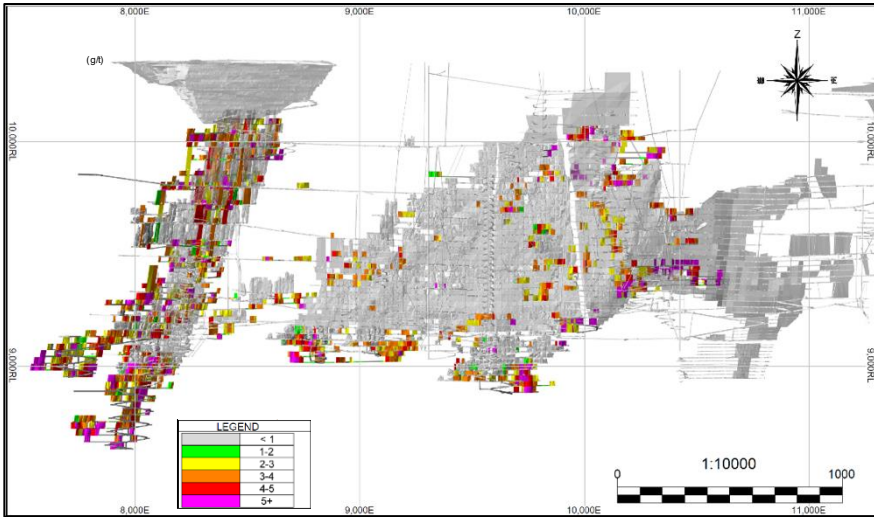 8,000E 9,000E 10,000E 11,000E
(g/t)
Z
10,000RL 10,000RL
9,000RL 9,000RL
LEGEND
< 1
1-2
2-3
3-4
4-5
5+
1:10000
0 1000
8,000E 9,000E 10,000E 11,000E